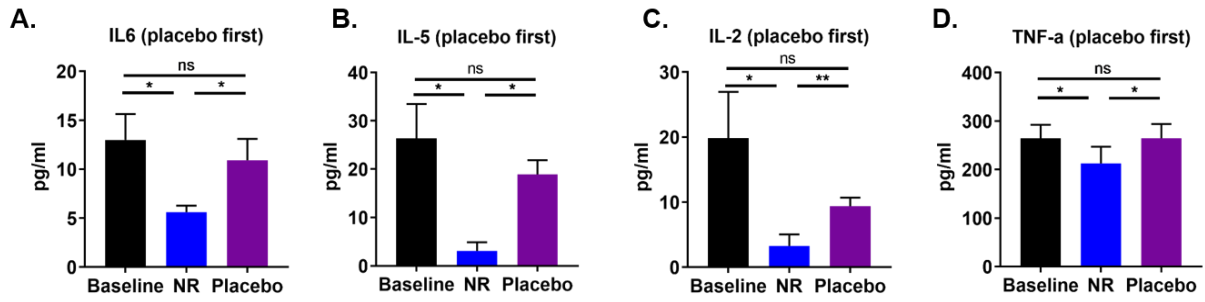 A.
IL6 (placebo first)
ns
* *
20
15
10
5
0
pg/ml
Baseline NR Placebo
B.
IL-5 (placebo first)
ns
* *
40
30
20
10
0
pg/ml
Baseline NR Placebo
C.
IL-2 (placebo first)
ns
* **
30
20
10
0
pg/ml
Baseline NR Placebo
D.
TNF-a (placebo first)
ns
* *
400
300
200
100
0
pg/ml
Baseline NR Placebo